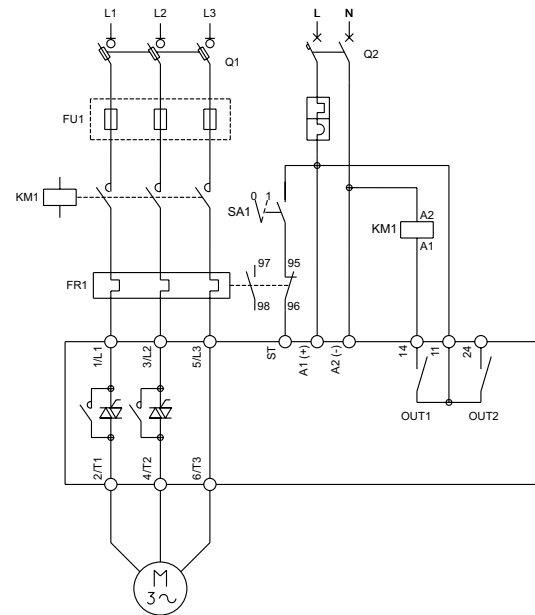 L1 L2 L3 L N
Q1 Q2
FU1
KM1
SA1 0 1
KM1 A2
A1
97 95
FR1
98 96
1/L1 3/L2 5/L3 ST A1 (+) A2 (-) 14 11 24
OUT1 OUT2
2/T1 4/T2 6/T3
M
3~